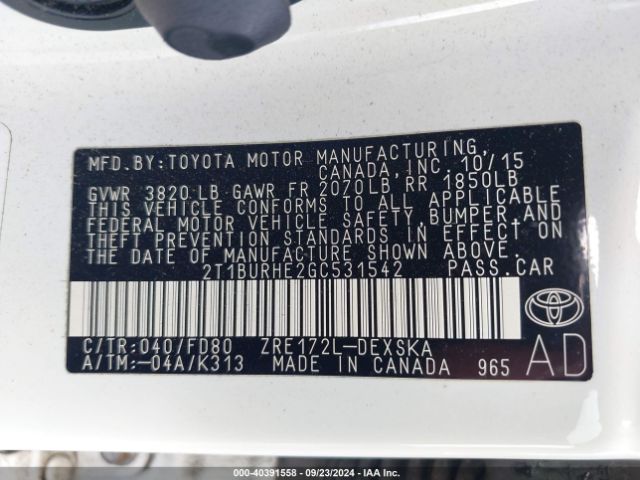 MFD. BY: TOYOTA MOTOR MANUFACTURING,
CANADA, INC. 10/15
GVWR 3820 LB GAWR FR 2070LB RR 1850LB
THIS VEHICLE CONFORMS TO ALL APPLICABLE
FEDERAL MOTOR VEHICLE SAFETY, BUMPER, AND
THEFT PREVENTION STANDARDS IN EFFECT ON
THE DATE OF MANUFACTURE SHOWN ABOVE.
2T1BURHE2GC531542 PASS. CAR
C/TR: 040/FD80 ZRE172L-DEXSKA
A/TM: -04A/K313 MADE IN CANADA 965
TOYOTA
AD
000-40391558 - 09/23/2024 - IAAI.COM